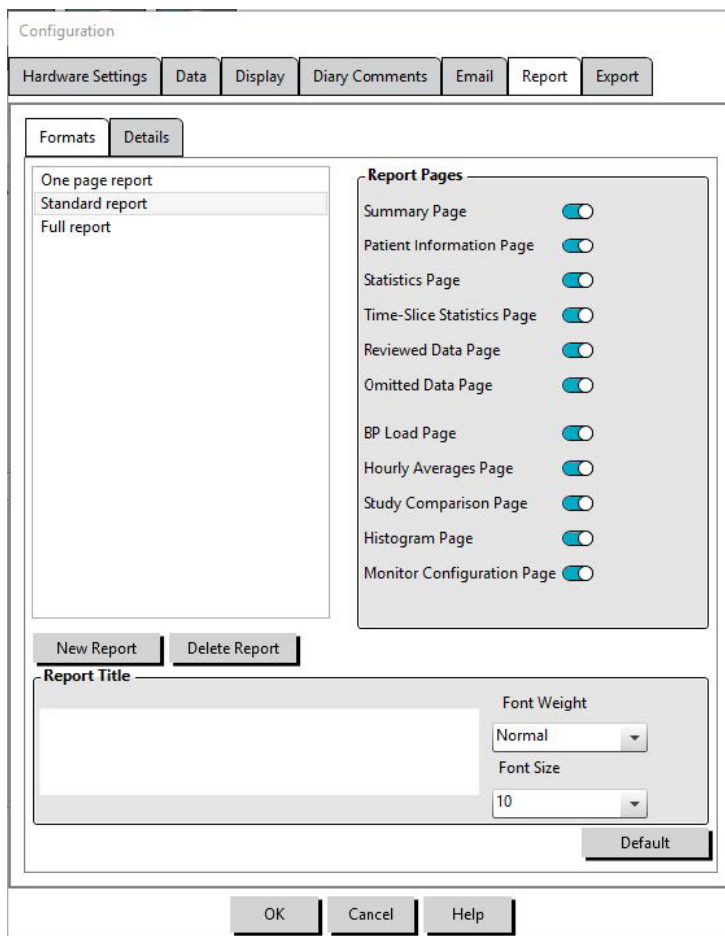 Configuration
Hardware Settings Data Display Diary Comments Email Report Export
Formats Details
One page report
Standard report
Full report
Report Pages
Summary Page
Patient Information Page
Statistics Page
Time-Slice Statistics Page
Reviewed Data Page
Omitted Data Page
BP Load Page
Hourly Averages Page
Study Comparison Page
Histogram Page
Monitor Configuration Page
New Report Delete Report
Report Title
Font Weight
Normal
Font Size
10
Default
OK Cancel Help